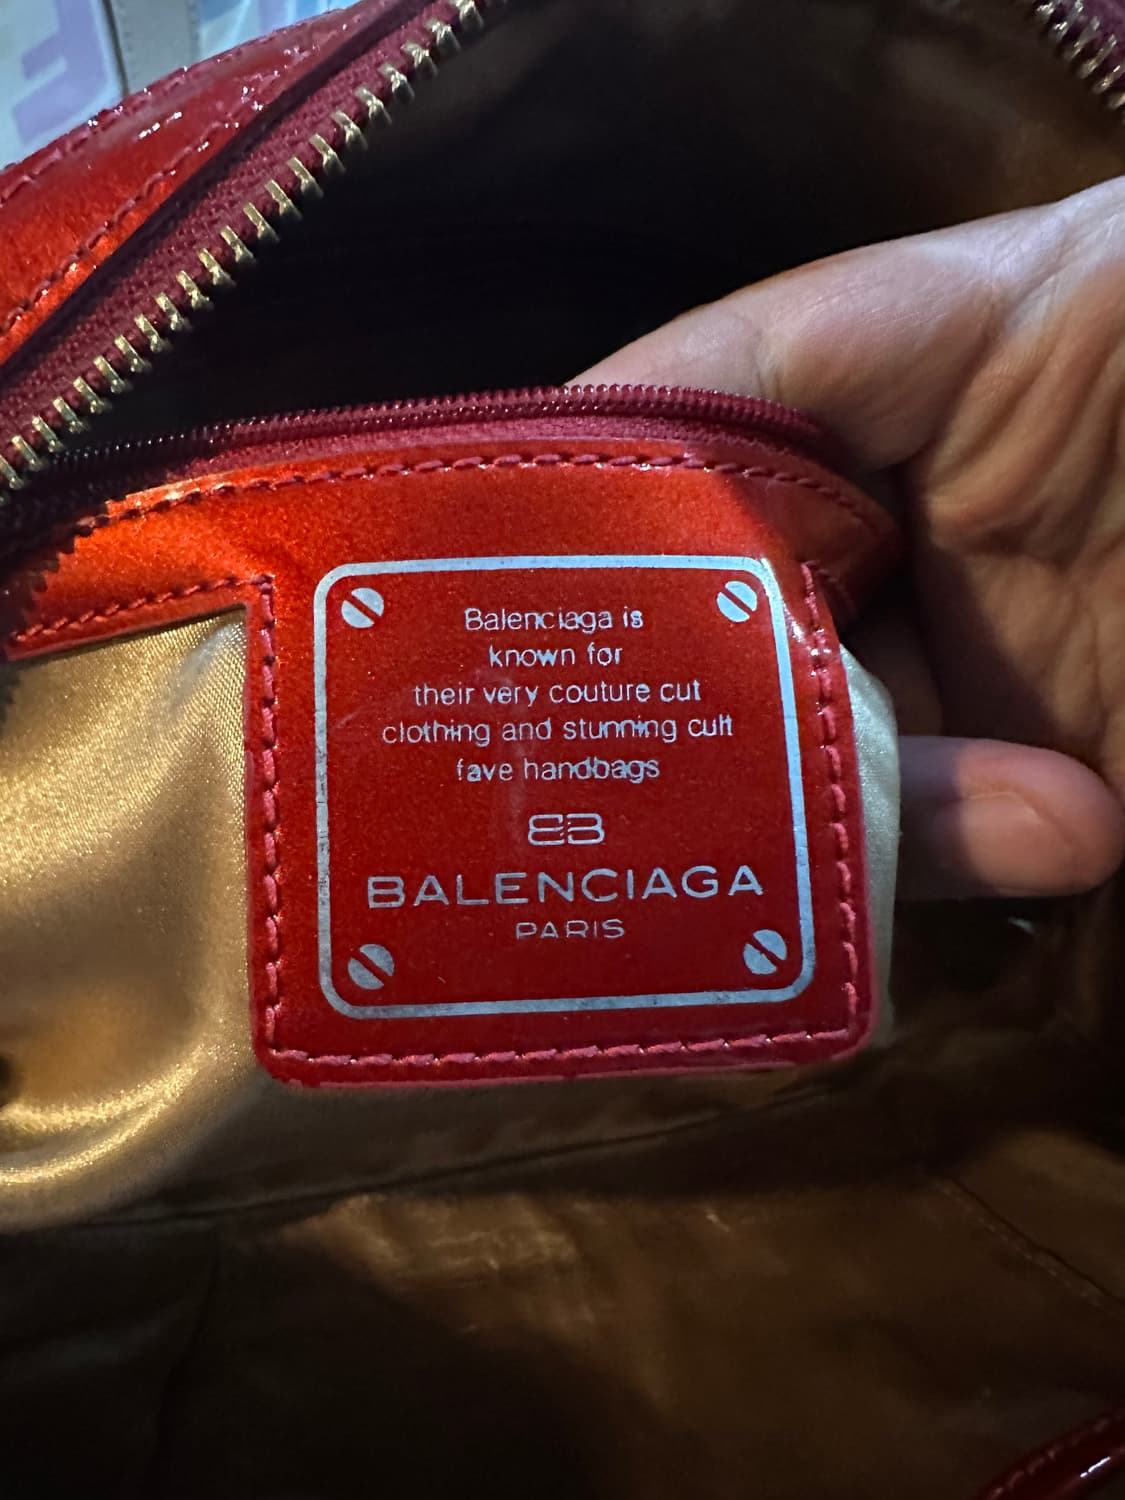 Balenciaga is
known for
their very couture cut
clothing and stunning cult
fave handbags
BB
BALENCIAGA
PARIS